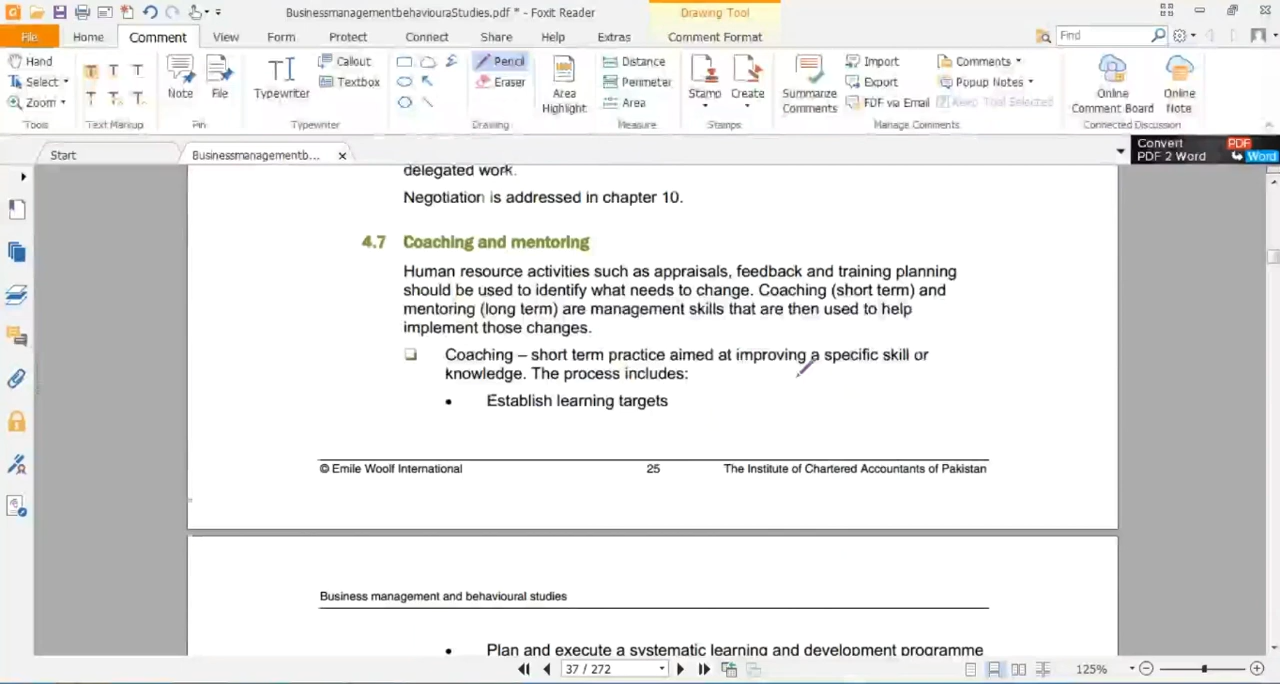 BusinessmanagementbehaviouraStudies.pdf * - Foxit Reader
Drawing Tool
File Home Comment View Form Protect Connect Share Help Extras Comment Format
Find
Hand
Select
Zoom
Tools
T T T
T T T
Text Markup
Note File
Pin
Typewriter
Callout
Textbox
Typewriter
Pencil
Eraser
Drawing
Area
Highlight
Distance
Perimeter
Area
Measure
Stamp Create
Stamps
Summarize
Comments
Import
Export
FDF via Email
Comments
Popup Notes
Keep Tool Selected
Manage Comments
Online
Comment Board
Online
Note
Connected Discussion
Start
Businessmanagementb...
Convert PDF
PDF 2 Word Word
delegated work.
Negotiation is addressed in chapter 10.
4.7 Coaching and mentoring
Human resource activities such as appraisals, feedback and training planning
should be used to identify what needs to change. Coaching (short term) and
mentoring (long term) are management skills that are then used to help
implement those changes.
Coaching – short term practice aimed at improving a specific skill or
knowledge. The process includes:
• Establish learning targets
© Emile Woolf International 25 The Institute of Chartered Accountants of Pakistan
Business management and behavioural studies
• Plan and execute a systematic learning and development programme
37 / 272
125%